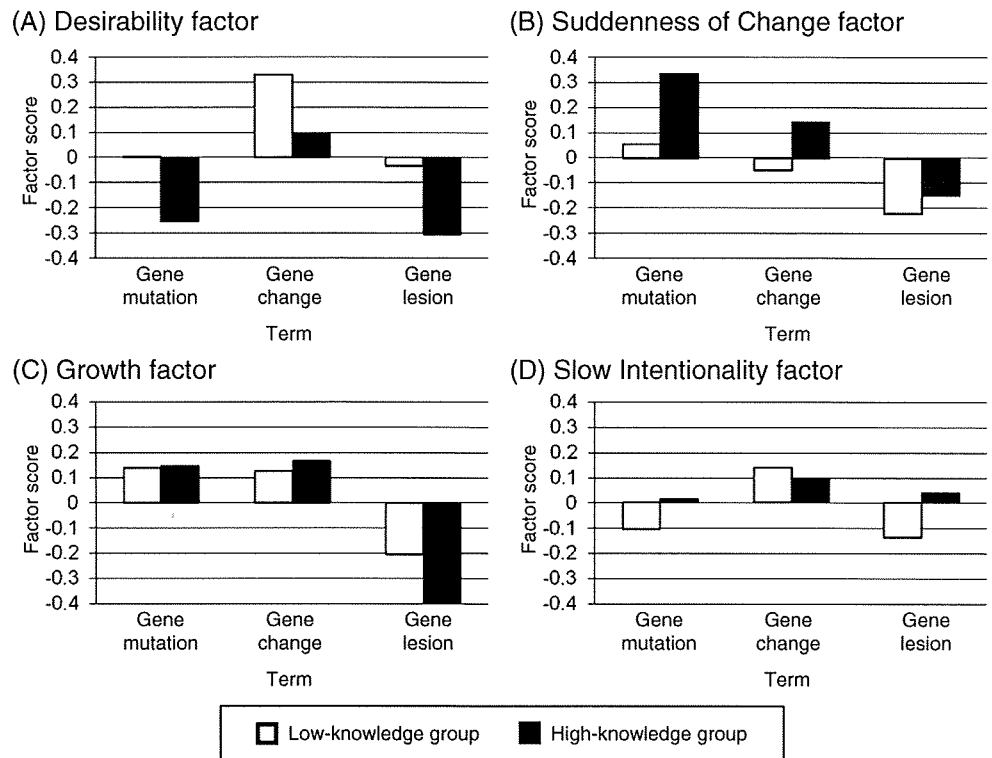 (A) Desirability factor
0.4
0.3
0.2
0.1
0
-0.1
-0.2
-0.3
-0.4
Factor score
Gene mutation
Gene change
Gene lesion
Term
(B) Suddenness of Change factor
0.4
0.3
0.2
0.1
0
-0.1
-0.2
-0.3
-0.4
Factor score
Gene mutation
Gene change
Gene lesion
Term
(C) Growth factor
0.4
0.3
0.2
0.1
0
-0.1
-0.2
-0.3
-0.4
Factor score
Gene mutation
Gene change
Gene lesion
Term
(D) Slow Intentionality factor
0.4
0.3
0.2
0.1
0
-0.1
-0.2
-0.3
-0.4
Factor score
Gene mutation
Gene change
Gene lesion
Term
Low-knowledge group
High-knowledge group